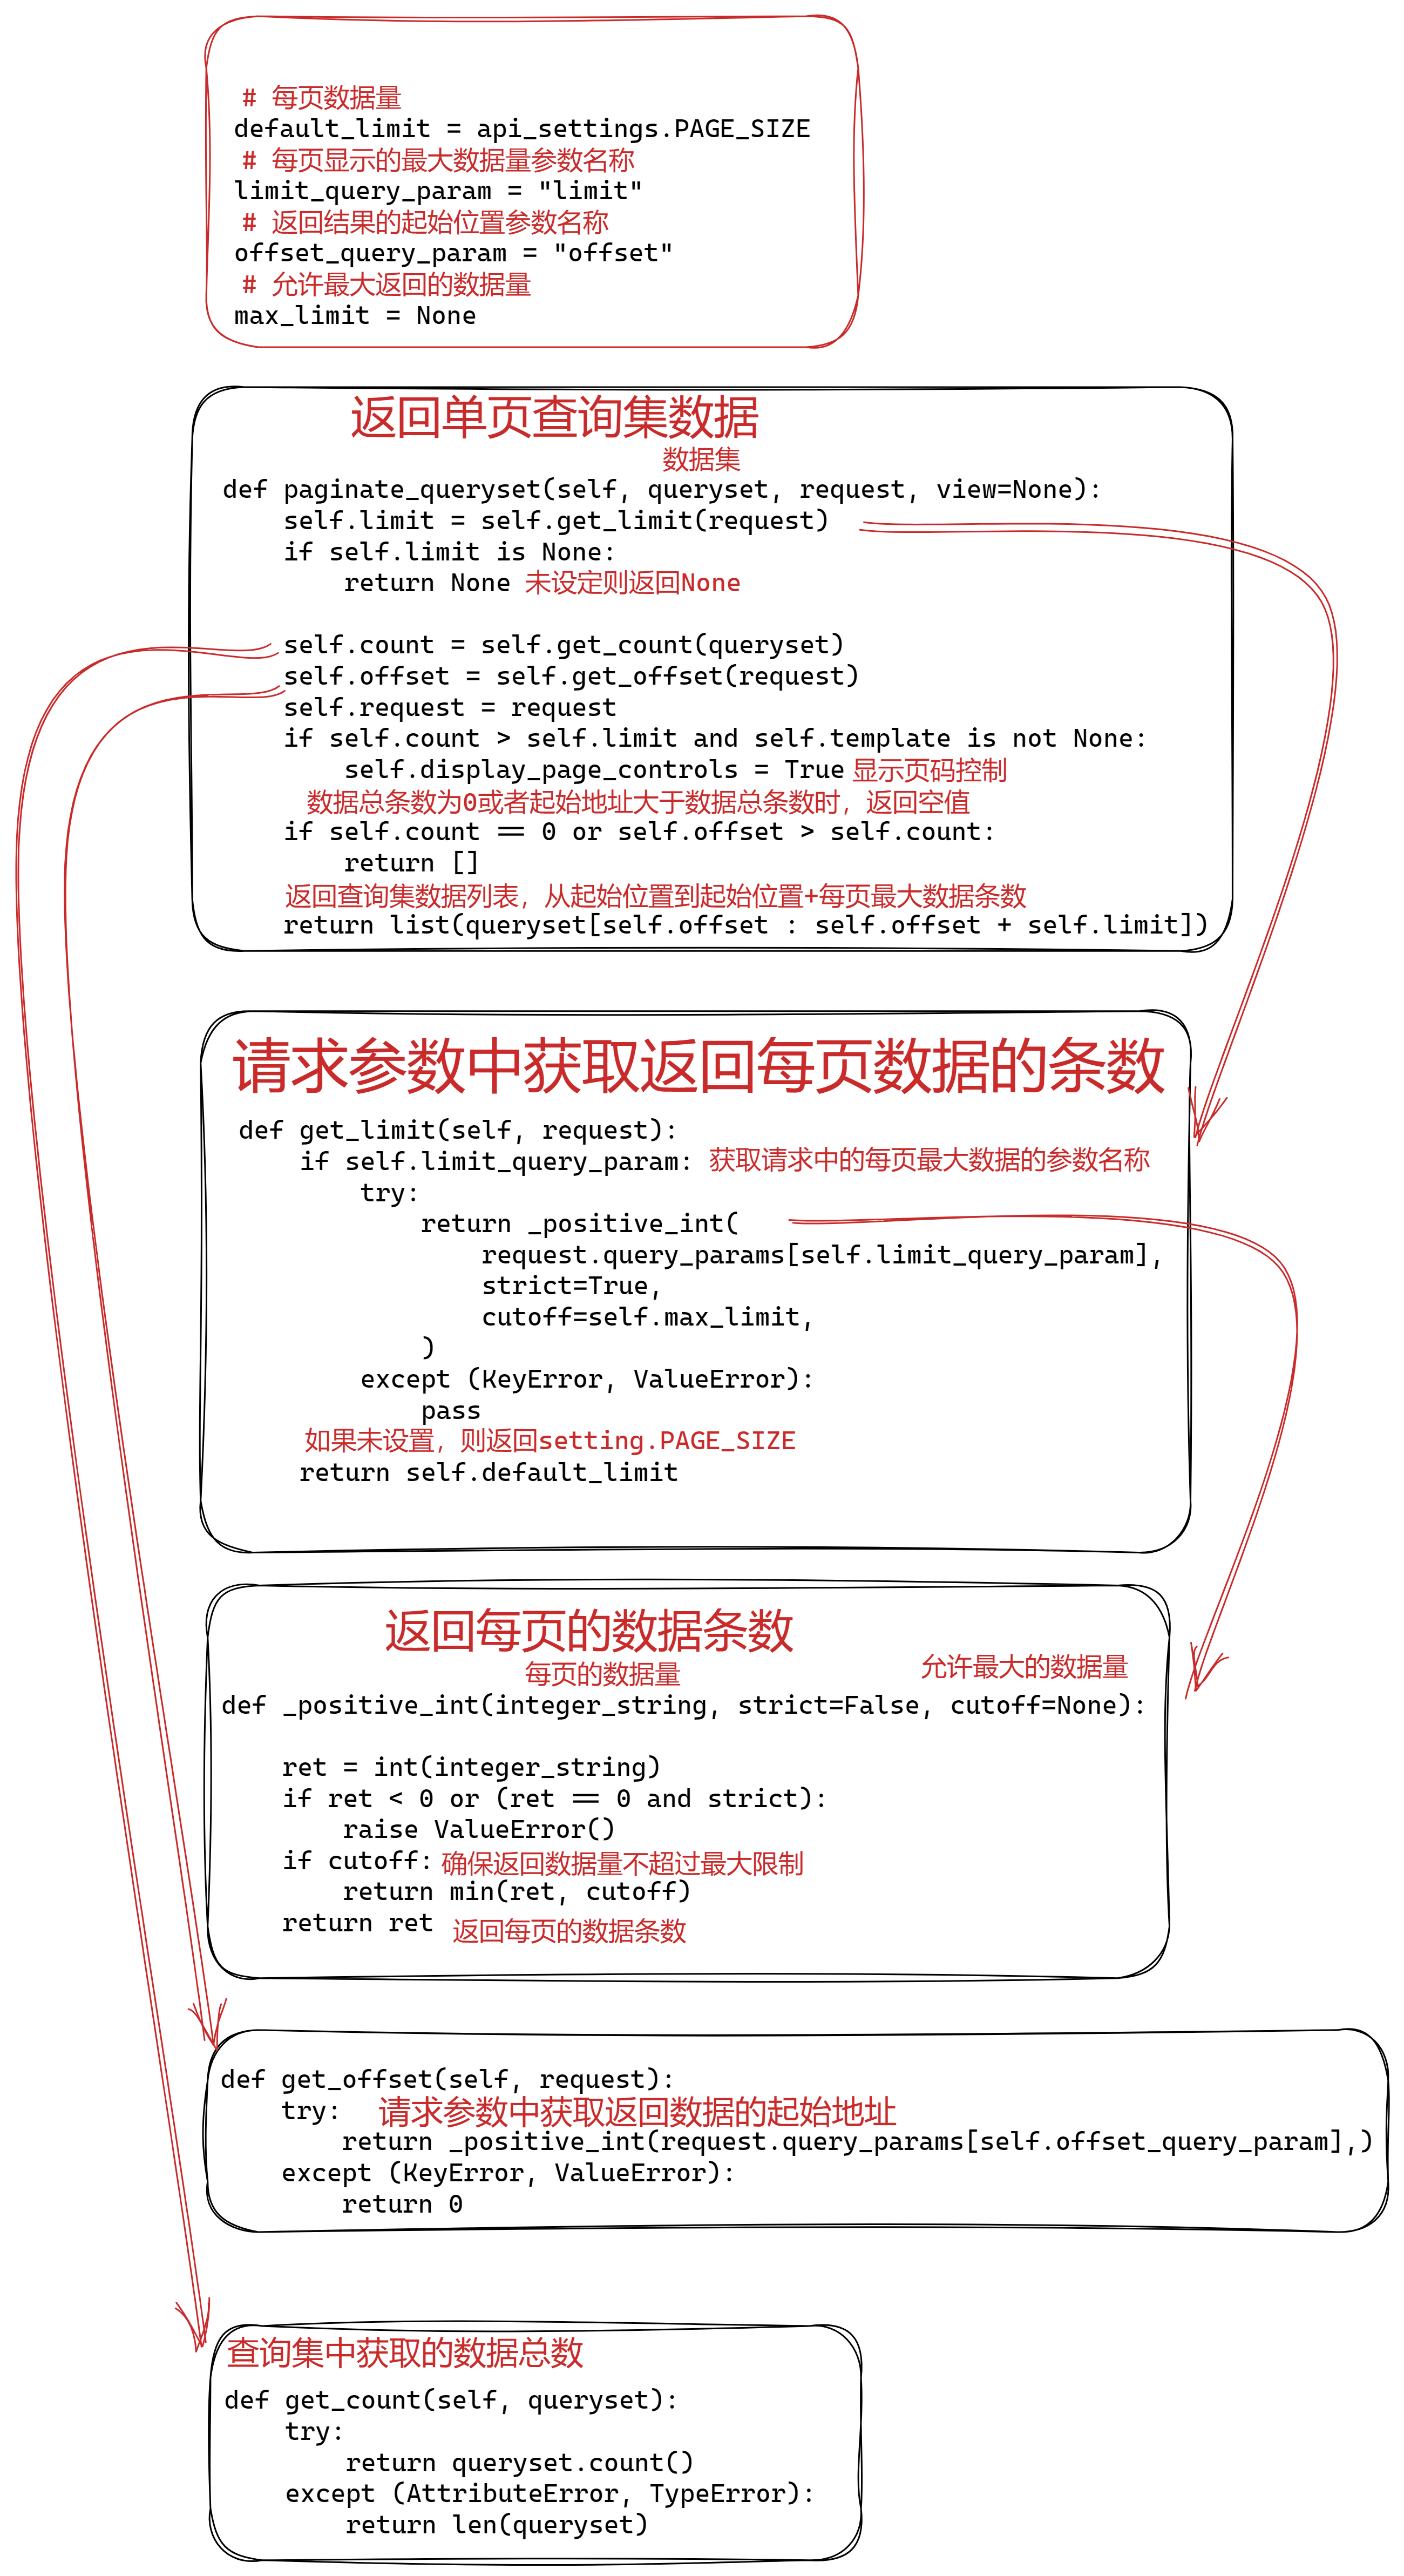 # 每页数据量
default_limit = api_settings.PAGE_SIZE
# 每页显示的最大数据量参数名称
limit_query_param = "limit"
# 返回结果的起始位置参数名称
offset_query_param = "offset"
# 允许最大返回的数据量
max_limit = None
返回单页查询集数据
数据集
def paginate_queryset(self, queryset, request, view=None):
    self.limit = self.get_limit(request)
    if self.limit is None:
        return None 未设定则返回None
    self.count = self.get_count(queryset)
    self.offset = self.get_offset(request)
    self.request = request
    if self.count > self.limit and self.template is not None:
        self.display_page_controls = True 显示页码控制
数据总条数为0或者起始地址大于数据总条数时，返回空值
    if self.count == 0 or self.offset > self.count:
        return []
返回查询集数据列表，从起始位置到起始位置+每页最大数据条数
    return list(queryset[self.offset : self.offset + self.limit])
请求参数中获取返回每页数据的条数
def get_limit(self, request):
    if self.limit_query_param: 获取请求中的每页最大数据的参数名称
        try:
            return _positive_int(
                request.query_params[self.limit_query_param],
                strict=True,
                cutoff=self.max_limit,
            )
        except (KeyError, ValueError):
            pass
如果未设置，则返回setting.PAGE_SIZE
    return self.default_limit
返回每页的数据条数
每页的数据量 允许最大的数据量
def _positive_int(integer_string, strict=False, cutoff=None):
    ret = int(integer_string)
    if ret < 0 or (ret == 0 and strict):
        raise ValueError()
    if cutoff: 确保返回数据量不超过最大限制
        return min(ret, cutoff)
    return ret 返回每页的数据条数
def get_offset(self, request):
    try: 请求参数中获取返回数据的起始地址
        return _positive_int(request.query_params[self.offset_query_param],)
    except (KeyError, ValueError):
        return 0
查询集中获取的数据总数
def get_count(self, queryset):
    try:
        return queryset.count()
    except (AttributeError, TypeError):
        return len(queryset)